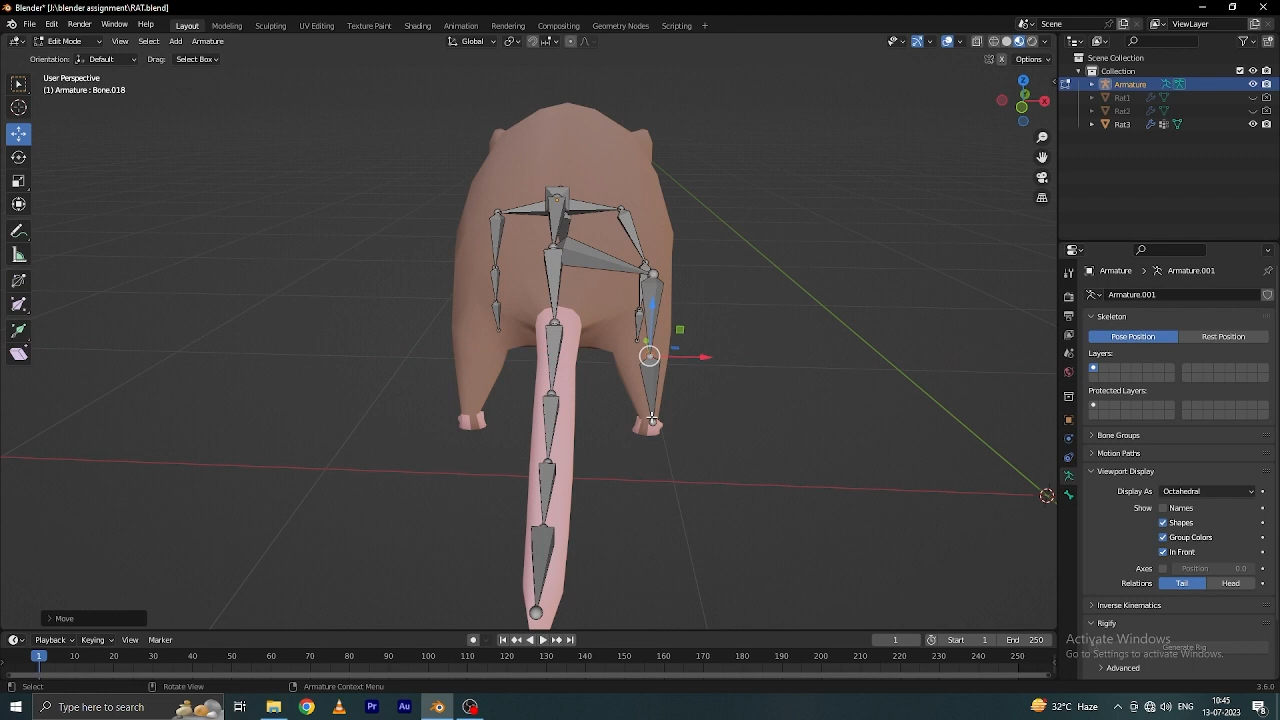 Blender* [J:\blender assignment\RAT.blend]
File Edit Render Window Help Layout Modeling Sculpting UV Editing Texture Paint Shading Animation Rendering Compositing Geometry Nodes Scripting + Scene ViewLayer
Edit Mode View Select Add Armature Global
Orientation: Default Drag: Select Box X Options
User Perspective
(1) Armature : Bone.018
Z
Y
X
Scene Collection
Collection
Armature
Rat1
Rat2
Rat3
Armature Armature.001
Armature.001
Skeleton
Pose Position Rest Position
Layers:
Protected Layers:
Bone Groups
Motion Paths
Viewport Display
Display As Octahedral
Show Names
Shapes
Group Colors
In Front
Axes Position 0.0
Relations Tail Head
Inverse Kinematics
Rigify
Generate Rig
Advanced
Activate Windows
Go to Settings to activate Windows.
Move
Playback Keying View Marker 1 Start 1 End 250
1 10 20 30 40 50 60 70 80 90 100 110 120 130 140 150 160 170 180 190 200 210 220 230 240 250
Select Rotate View Armature Context Menu 3.6.0
Type here to search Pr Au 32°C 10:45
13-07-2023